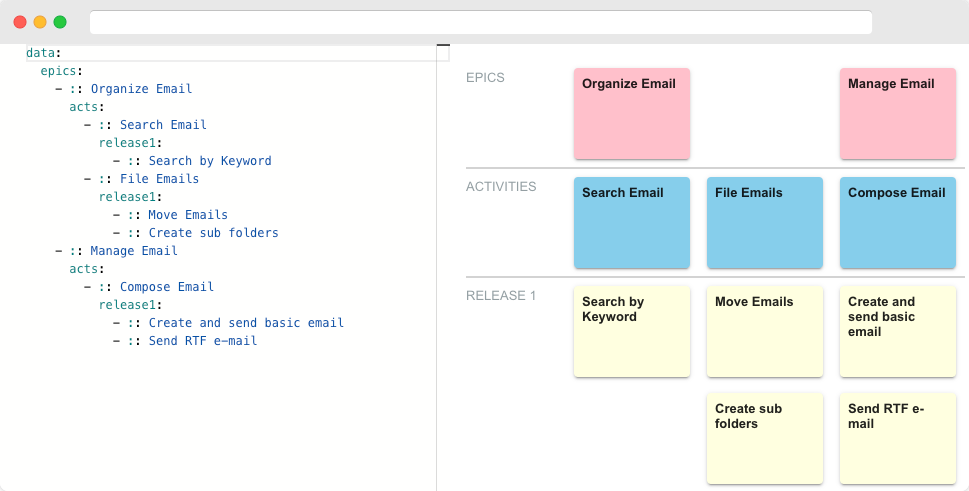 data:
epics:
– :: Organize Email
acts:
– :: Search Email
release1:
– :: Search by Keyword
– :: File Emails
release1:
– :: Move Emails
– :: Create sub folders
– :: Manage Email
acts:
– :: Compose Email
release1:
– :: Create and send basic email
– :: Send RTF e–mail
EPICS
Organize Email
Manage Email
ACTIVITIES
Search Email
File Emails
Compose Email
RELEASE 1
Search by
Keyword
Move Emails
Create and
send basic
email
Create sub
folders
Send RTF e-
mail